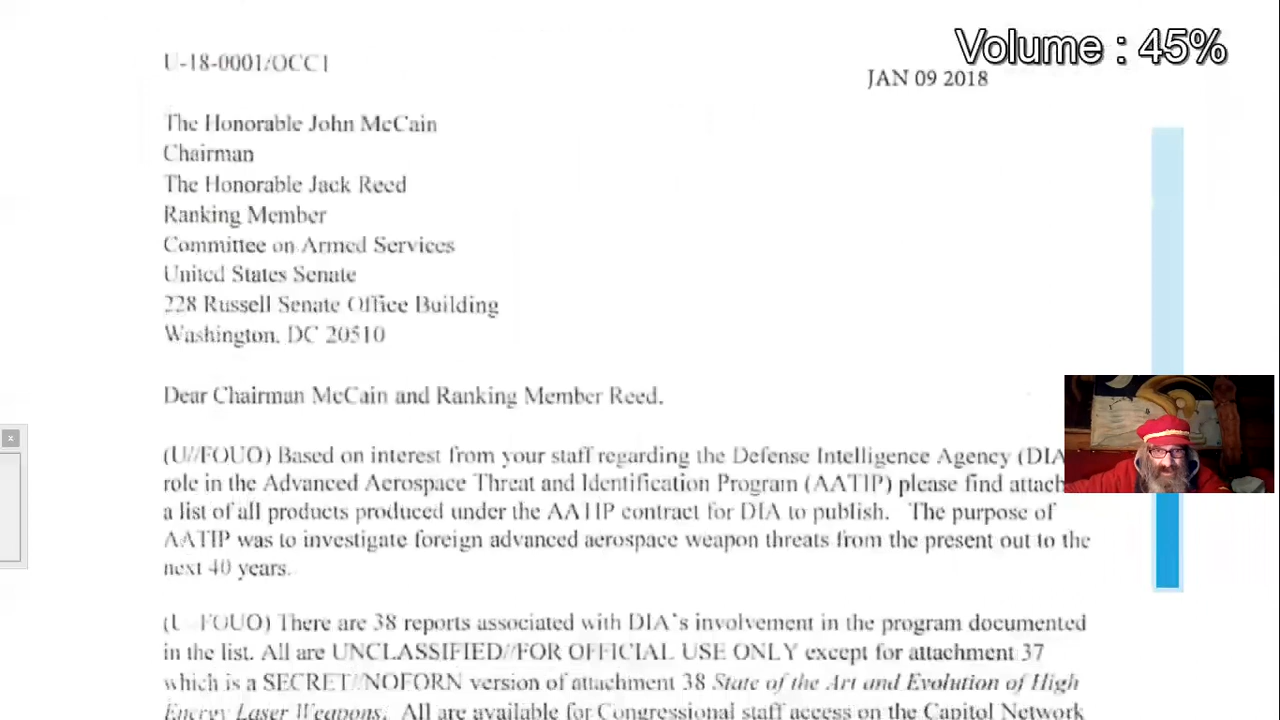 Volume : 45%
U-18-0001/OCC1
JAN 09 2018
The Honorable John McCain
Chairman
The Honorable Jack Reed
Ranking Member
Committee on Armed Services
United States Senate
228 Russell Senate Office Building
Washington, DC 20510
Dear Chairman McCain and Ranking Member Reed,
(U//FOUO) Based on interest from your staff regarding the Defense Intelligence Agency (DIA
role in the Advanced Aerospace Threat and Identification Program (AATIP) please find attach
a list of all products produced under the AATIP contract for DIA to publish. The purpose of
AATIP was to investigate foreign advanced aerospace weapon threats from the present out to the
next 40 years.
(U FOUO) There are 38 reports associated with DIA's involvement in the program documented
in the list. All are UNCLASSIFIED//FOR OFFICIAL USE ONLY except for attachment 37
which is a SECRET//NOFORN version of attachment 38 State of the Art and Evolution of High
Energy Laser Weapons. All are available for Congressional staff access on the Capitol Network